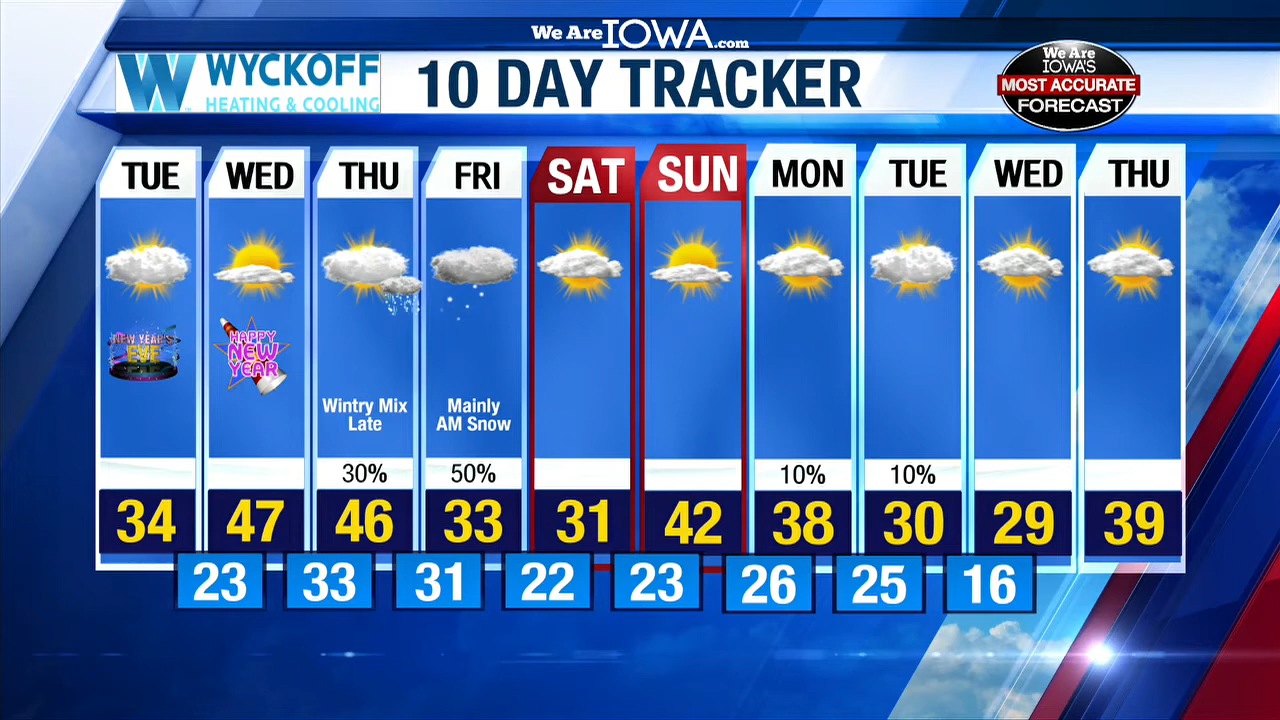 We Are IOWA.com
W WYCKOFF
HEATING & COOLING
10 DAY TRACKER
We Are
IOWA'S
MOST ACCURATE
FORECAST
TUE WED THU FRI SAT SUN MON TUE WED THU
NEW YEAR'S
EVE
HAPPY
NEW
YEAR
Wintry Mix
Late
Mainly
AM Snow
30% 50% 10% 10%
34 47 46 33 31 42 38 30 29 39
23 33 31 22 23 26 25 16